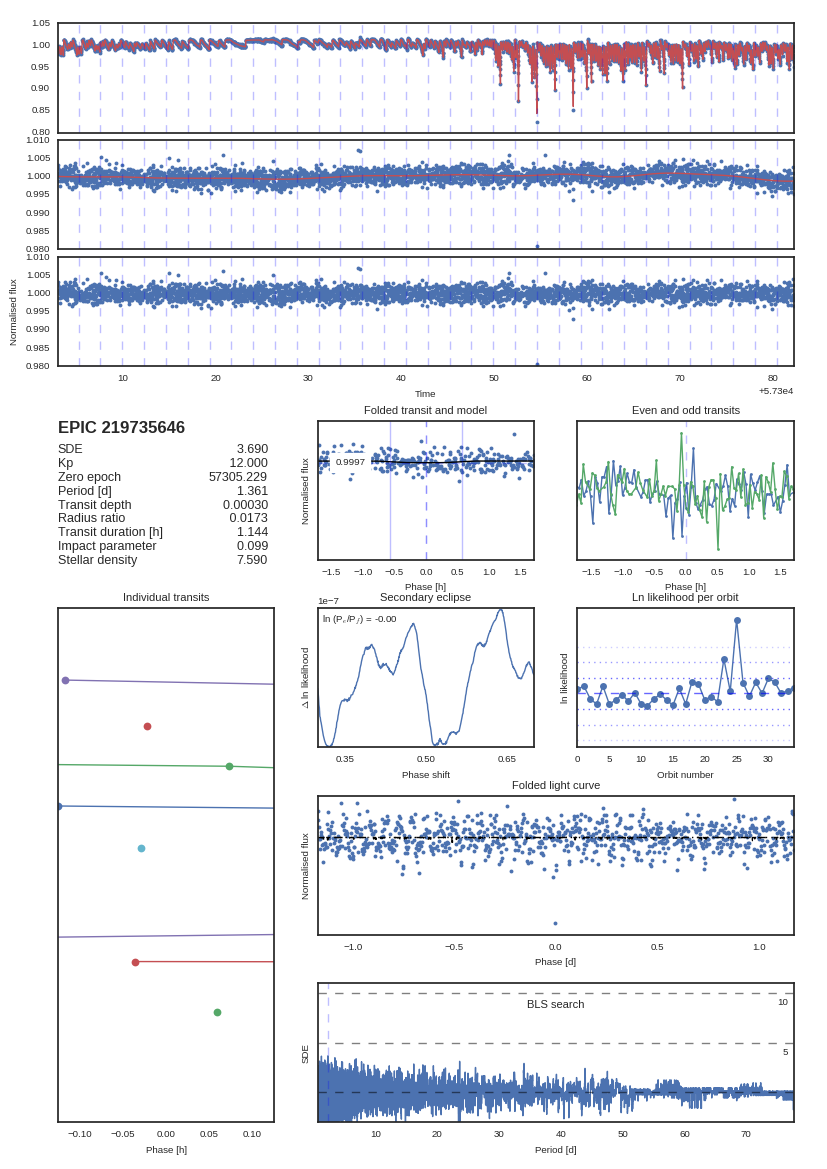 1.05
1.00
0.95
0.90
0.85
0.80
1.010
1.005
1.000
0.995
0.990
0.985
0.980
1.010
1.005
1.000
0.995
0.990
0.985
0.980
Normalised flux
10 20 30 40 50 60 70 80
Time
+5.73e4
EPIC 219735646
SDE 3.690
Kp 12.000
Zero epoch 57305.229
Period [d] 1.361
Transit depth 0.00030
Radius ratio 0.0173
Transit duration [h] 1.144
Impact parameter 0.099
Stellar density 7.590
Folded transit and model
Normalised flux
0.9997
−1.5 −1.0 −0.5 0.0 0.5 1.0 1.5
Phase [h]
Even and odd transits
−1.5 −1.0 −0.5 0.0 0.5 1.0 1.5
Phase [h]
Individual transits
−0.10 −0.05 0.00 0.05 0.10
Phase [h]
Secondary eclipse
1e−7
ln (Pₑ/P𝑓) = -0.00
Δ ln likelihood
0.35 0.50 0.65
Phase shift
Ln likelihood per orbit
ln likelihood
0 5 10 15 20 25 30
Orbit number
Folded light curve
Normalised flux
−1.0 −0.5 0.0 0.5 1.0
Phase [d]
BLS search
10
5
SDE
10 20 30 40 50 60 70
Period [d]